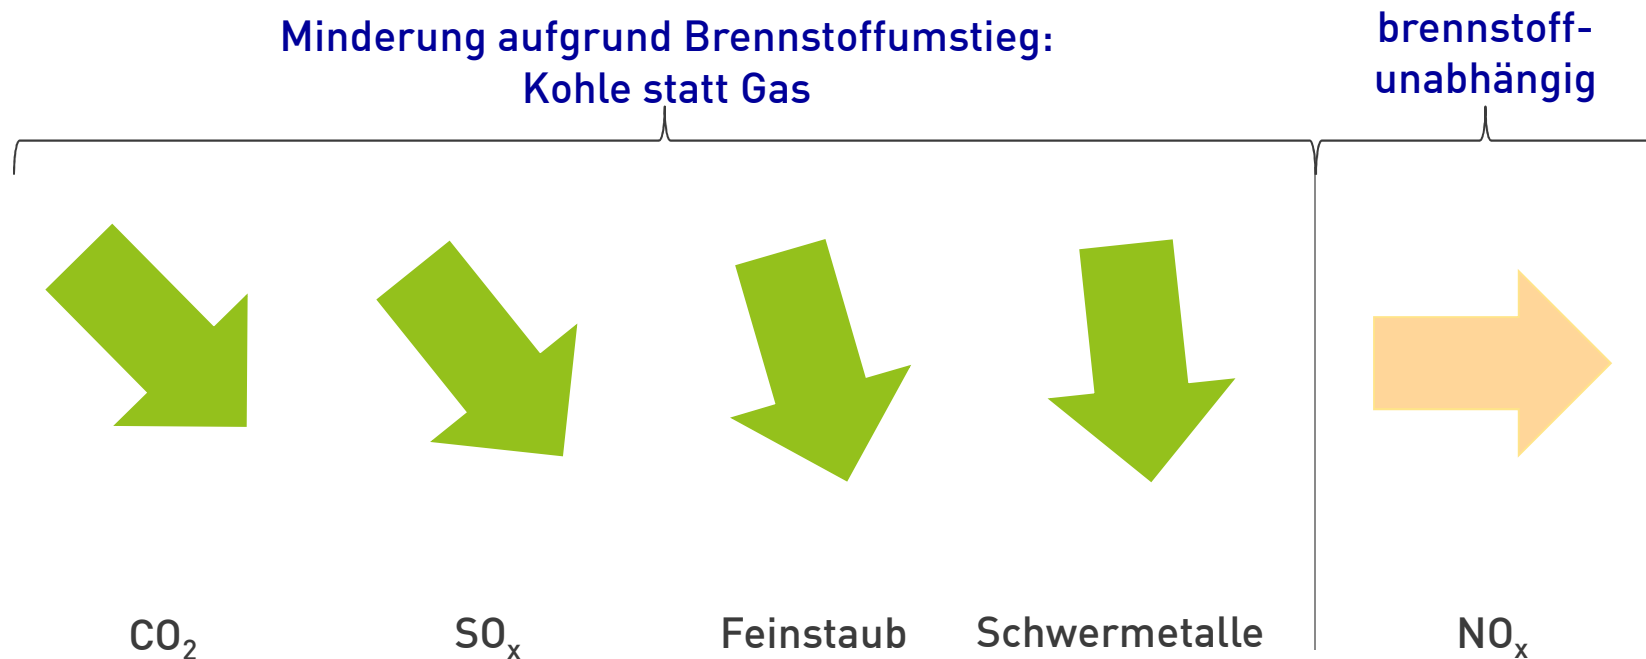 Minderung aufgrund Brennstoffumstieg:
Kohle statt Gas
brennstoff-
unabhängig
CO₂
SOₓ
Feinstaub
Schwermetalle
NOₓ